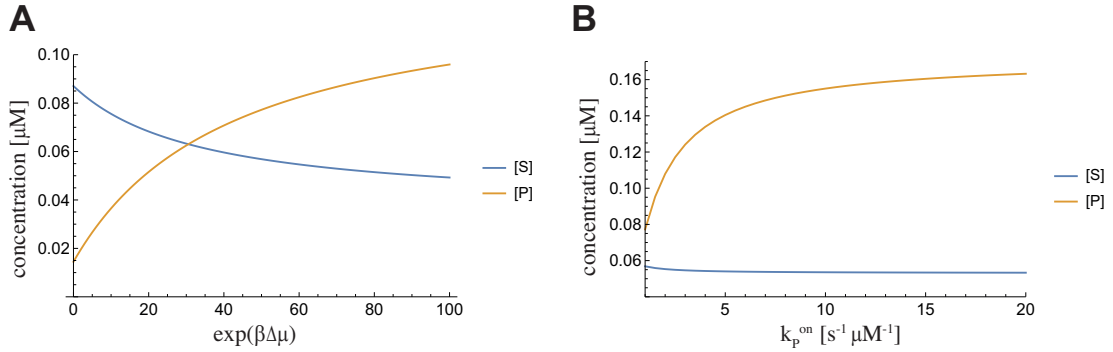 A
0.10
0.08
0.06
0.04
0.02
0
20
40
60
80
100
concentration [μM]
exp(βΔμ)
[S]
[P]
B
0.16
0.14
0.12
0.10
0.08
0.06
5
10
15
20
concentration [μM]
k_P^on [s⁻¹ μM⁻¹]
[S]
[P]